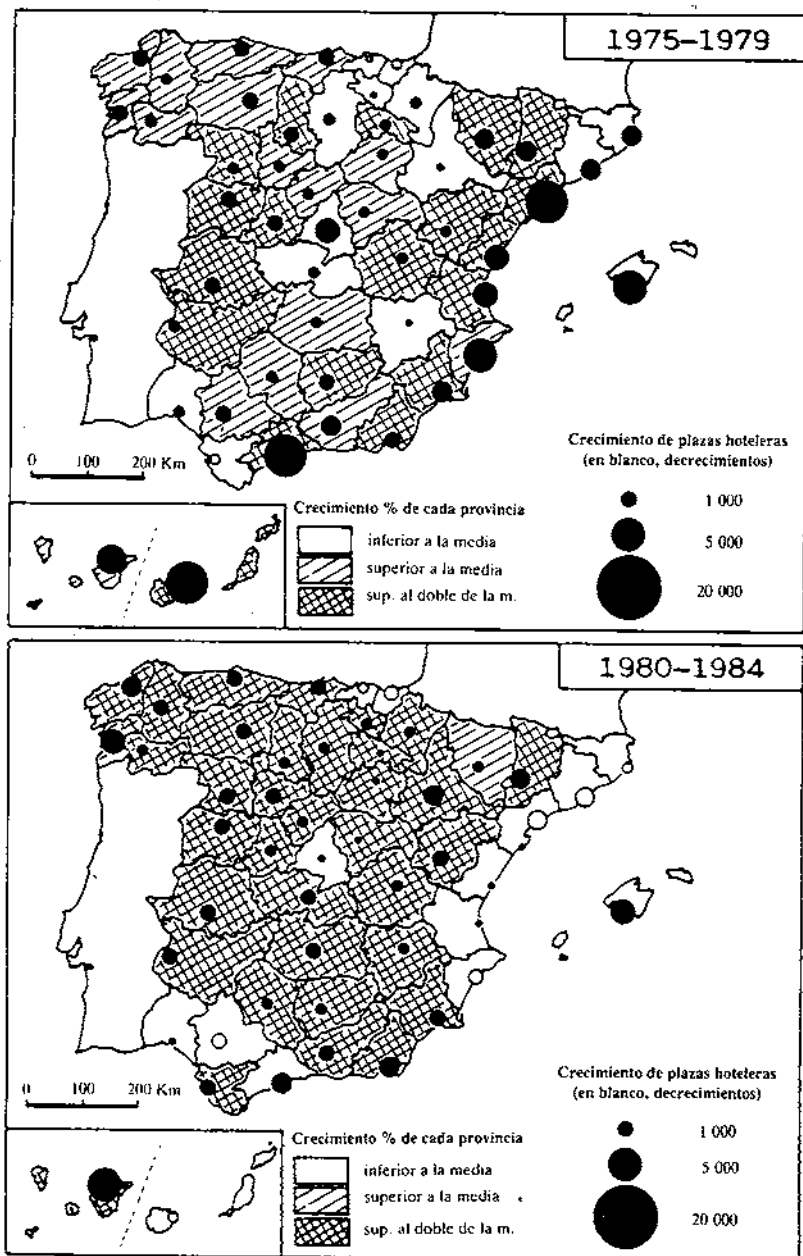 1975-1979
0 100 200 Km
Crecimiento de plazas hoteleras
(en blanco, decrecimientos)
1 000
5 000
20 000
Crecimiento % de cada provincia
inferior a la media
superior a la media
sup. al doble de la m.
1980-1984
0 100 200 Km
Crecimiento de plazas hoteleras
(en blanco, decrecimientos)
1 000
5 000
20 000
Crecimiento % de cada provincia
inferior a la media
superior a la media
sup. al doble de la m.